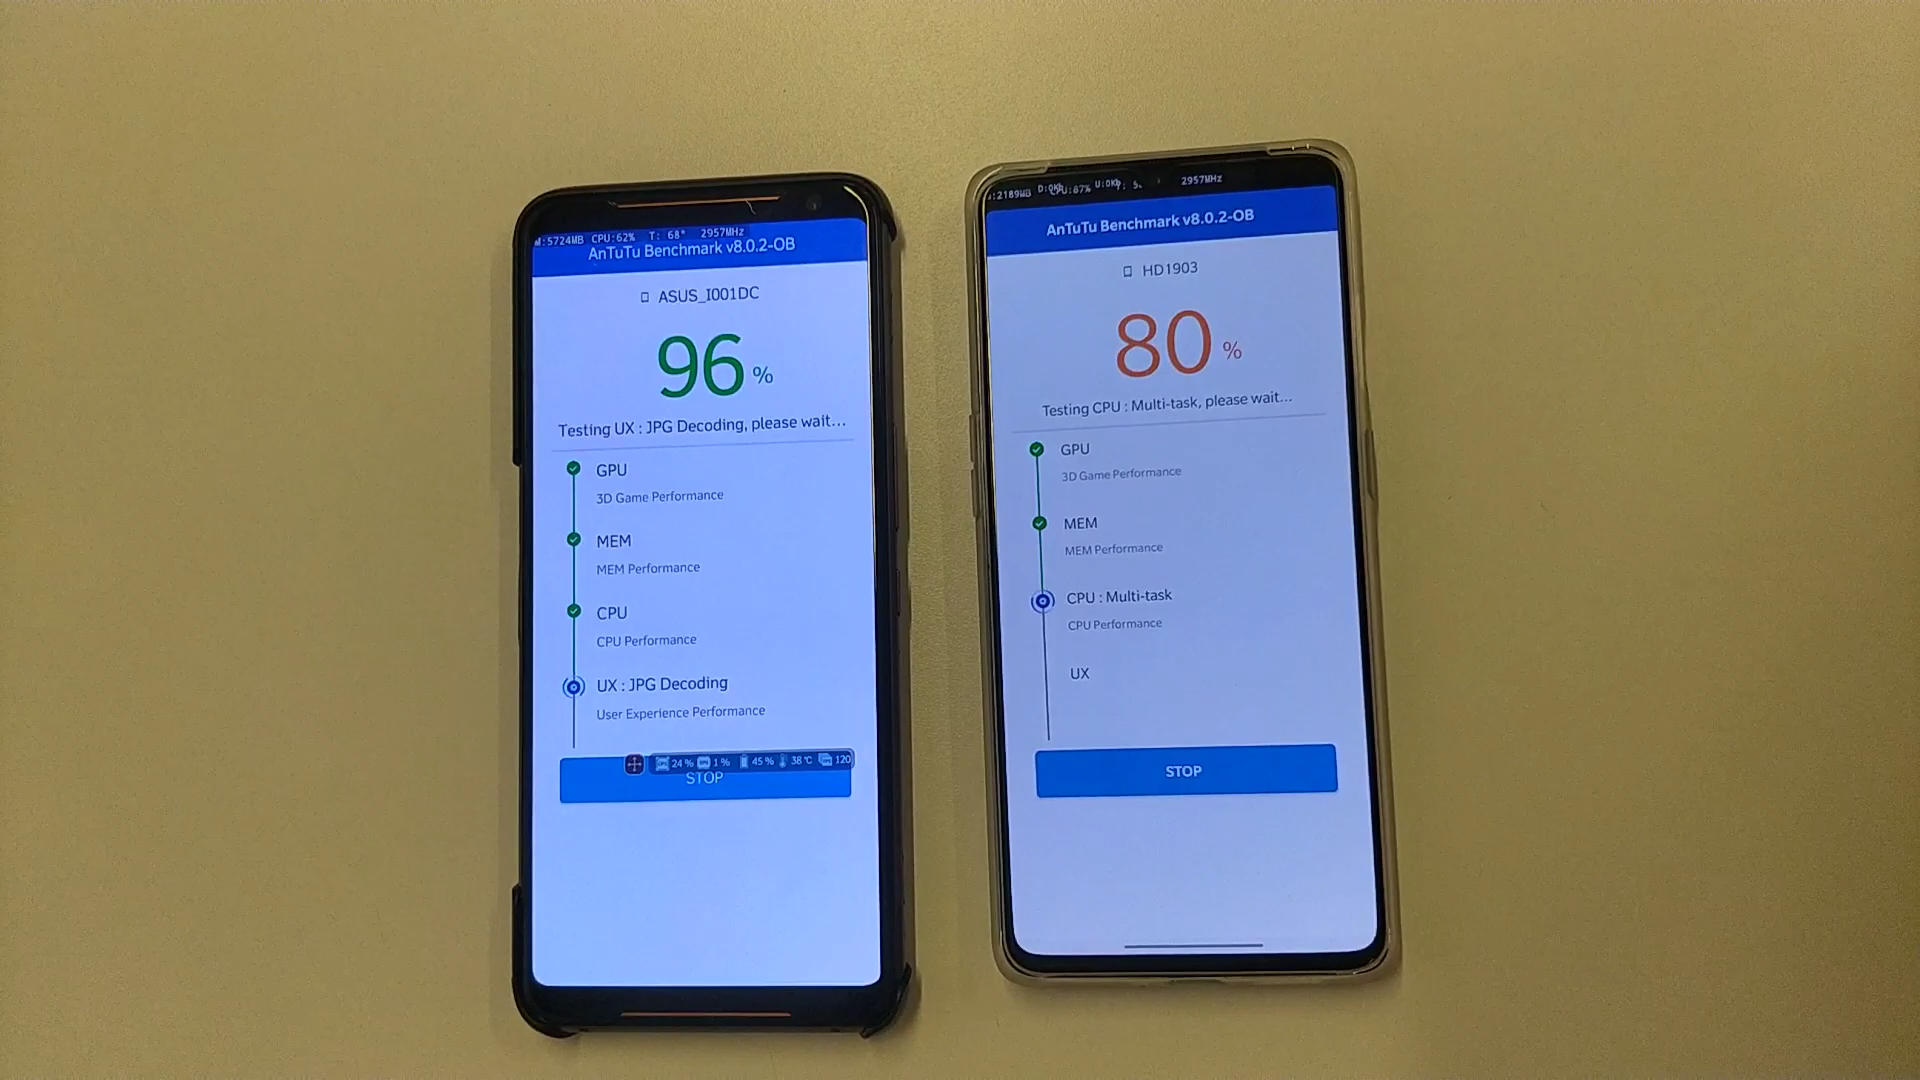 :5724MB CPU:62% T: 68° 2957MHz
AnTuTu Benchmark v8.0.2-OB
ASUS_I001DC
96 %
Testing UX : JPG Decoding, please wait...
GPU
3D Game Performance
MEM
MEM Performance
CPU
CPU Performance
UX : JPG Decoding
User Experience Performance
24 % 1 % 45 % 38 °C 120
STOP
:2189MB CPU:67% 2957MHz
AnTuTu Benchmark v8.0.2-OB
HD1903
80 %
Testing CPU : Multi-task, please wait...
GPU
3D Game Performance
MEM
MEM Performance
CPU : Multi-task
CPU Performance
UX
STOP